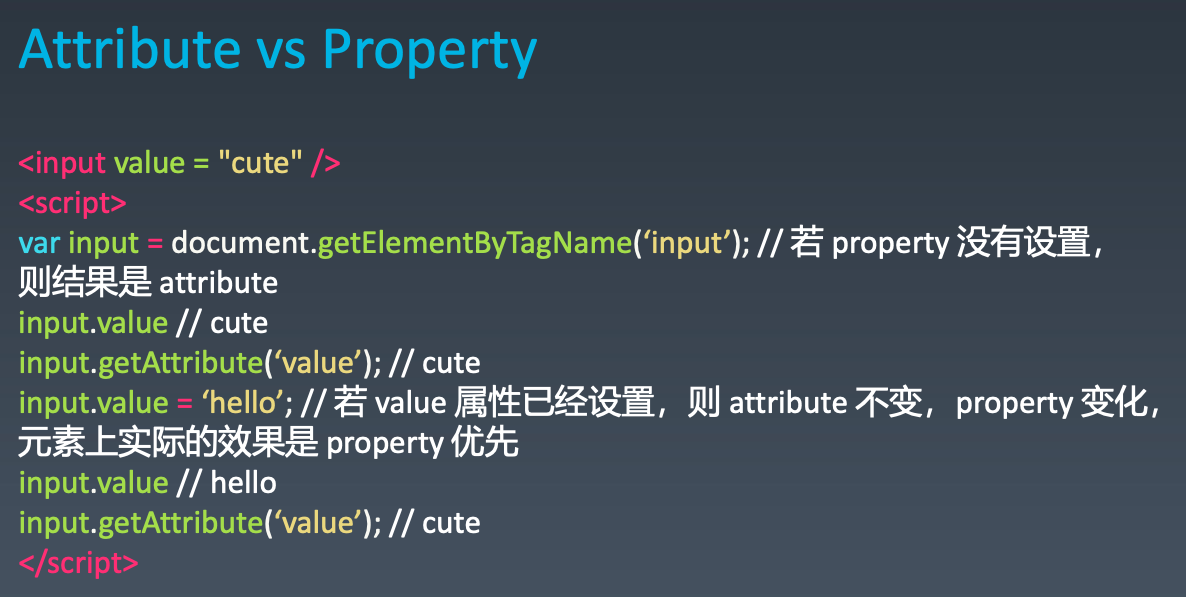 Attribute vs Property
<input value = "cute" />
<script>
var input = document.getElementByTagName(‘input’); // 若 property 没有设置，
则结果是 attribute
input.value // cute
input.getAttribute(‘value’); // cute
input.value = ‘hello’; // 若 value 属性已经设置，则 attribute 不变，property 变化，
元素上实际的效果是 property 优先
input.value // hello
input.getAttribute(‘value’); // cute
</script>